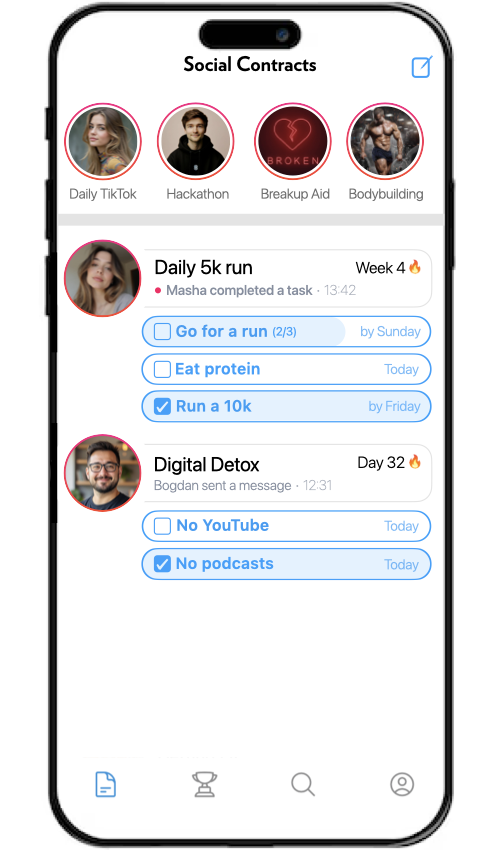 Social Contracts
BROKEN
Daily TikTok
Hackathon
Breakup Aid
Bodybuilding
Daily 5k run
Week 4🔥
• Masha completed a task · 13:42
Go for a run (2/3)
by Sunday
Eat protein
Today
Run a 10k
by Friday
Digital Detox
Day 32🔥
Bogdan sent a message · 12:31
No YouTube
Today
No podcasts
Today